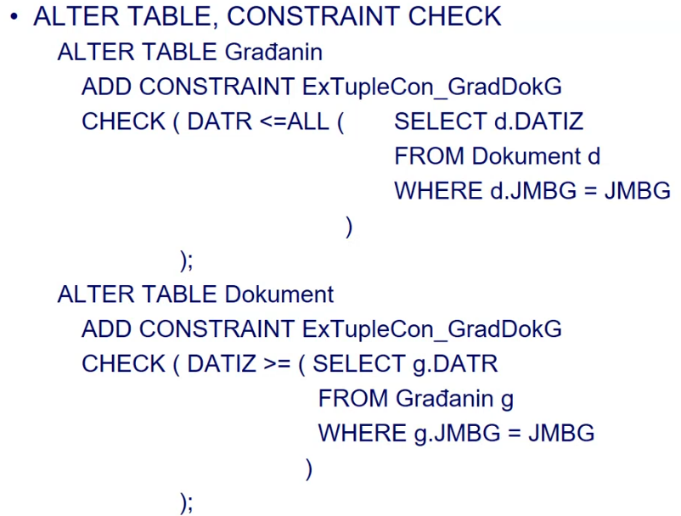 • ALTER TABLE, CONSTRAINT CHECK
ALTER TABLE Građanin
ADD CONSTRAINT ExTupleCon_GradDokG
CHECK ( DATR <=ALL ( SELECT d.DATIZ
FROM Dokument d
WHERE d.JMBG = JMBG
)
);
ALTER TABLE Dokument
ADD CONSTRAINT ExTupleCon_GradDokG
CHECK ( DATIZ >= ( SELECT g.DATR
FROM Građanin g
WHERE g.JMBG = JMBG
)
);